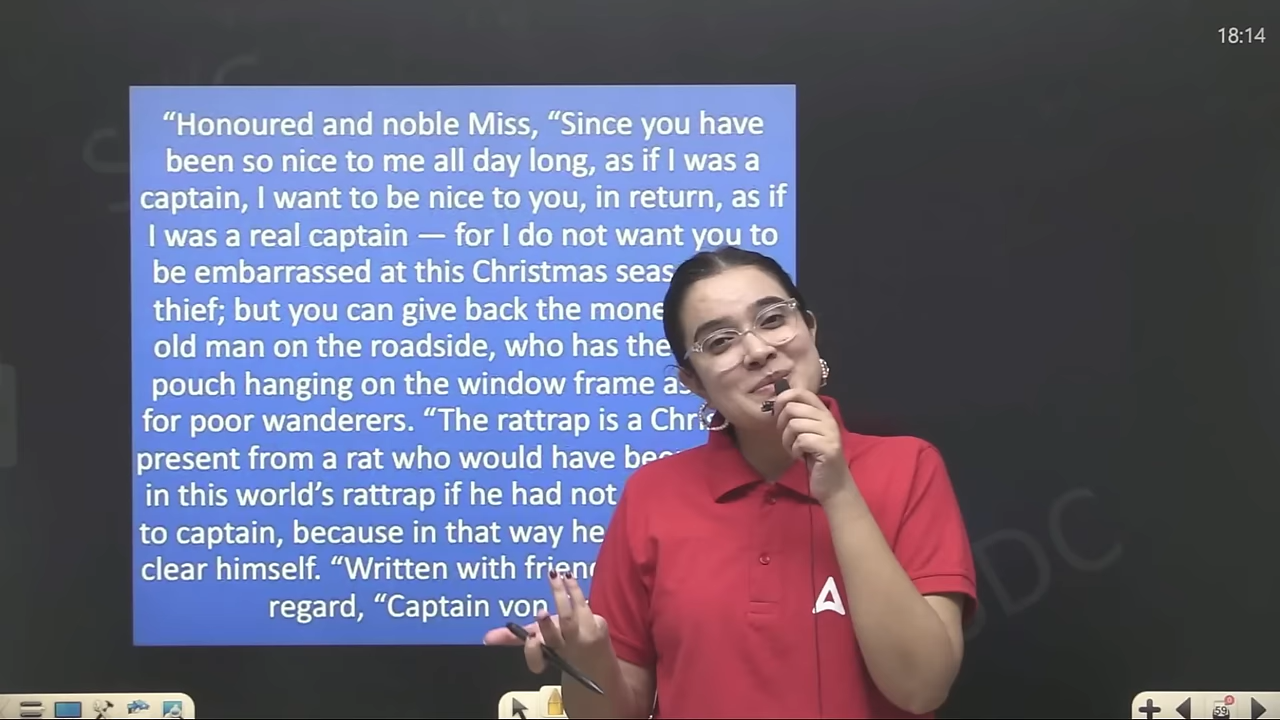 18:14
“Honoured and noble Miss, “Since you have
been so nice to me all day long, as if I was a
captain, I want to be nice to you, in return, as if
I was a real captain — for I do not want you to
be embarrassed at this Christmas seas
thief; but you can give back the mone
old man on the roadside, who has the
pouch hanging on the window frame as
for poor wanderers. “The rattrap is a Chris
present from a rat who would have bee
in this world’s rattrap if he had not
to captain, because in that way he
clear himself. “Written with frien
regard, “Captain von
59